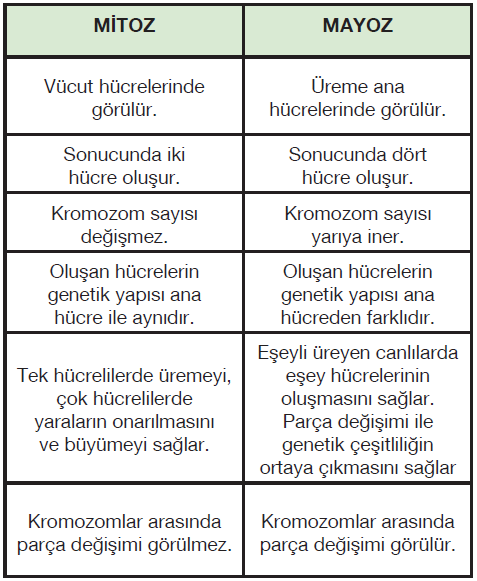 MİTOZ
MAYOZ
Vücut hücrelerinde
görülür.
Üreme ana
hücrelerinde görülür.
Sonucunda iki
hücre oluşur.
Sonucunda dört
hücre oluşur.
Kromozom sayısı
değişmez.
Kromozom sayısı
yarıya iner.
Oluşan hücrelerin
genetik yapısı ana
hücre ile aynıdır.
Oluşan hücrelerin
genetik yapısı ana
hücreden farklıdır.
Tek hücrelilerde üremeyi,
çok hücrelilerde
yaraların onarılmasını
ve büyümeyi sağlar.
Eşeyli üreyen canlılarda
eşey hücrelerinin
oluşmasını sağlar.
Parça değişimi ile
genetik çeşitliliğin
ortaya çıkmasını sağlar
Kromozomlar arasında
parça değişimi görülmez.
Kromozomlar arasında
parça değişimi görülür.